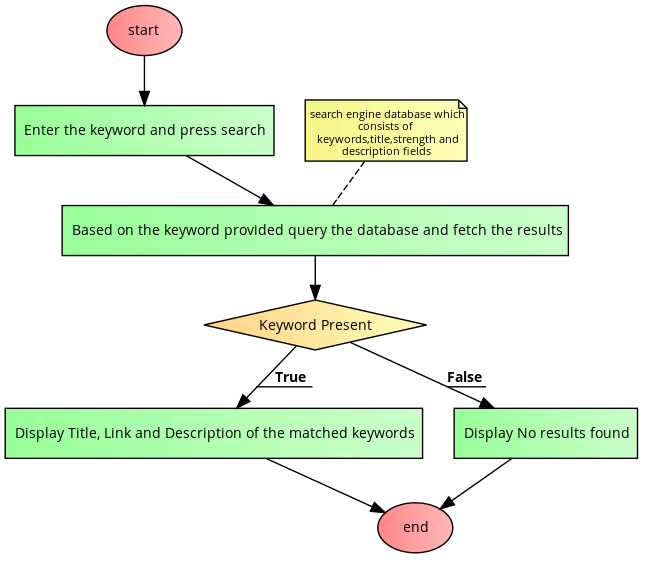 start
Enter the keyword and press search
search engine database which
consists of
keywords,title,strength and
description fields
Based on the keyword provided query the database and fetch the results
Keyword Present
True
False
Display Title, Link and Description of the matched keywords
Display No results found
end